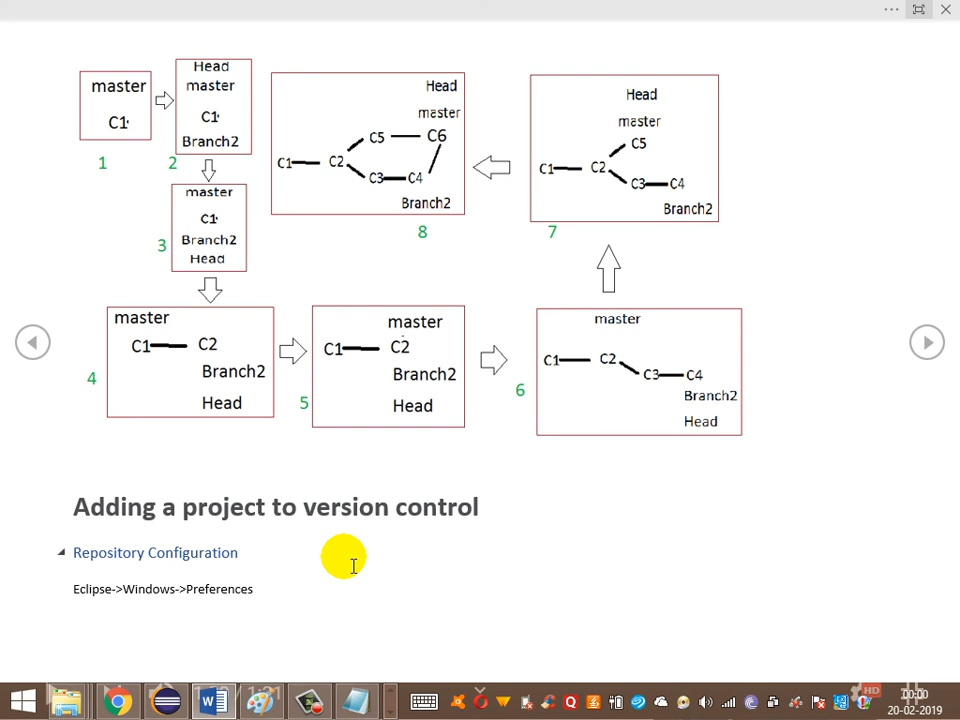 master
C1
1
Head
master
C1
Branch2
2
master
C1
Branch2
Head
3
master
C1 C2
Branch2
Head
4
master
C1 C2
Branch2
Head
5
master
C1 C2
C3 C4
Branch2
Head
6
Head
master
C5
C1 C2
C3 C4
Branch2
7
Head
master
C5 C6
C1 C2
C3 C4
Branch2
8
Adding a project to version control
Repository Configuration
Eclipse->Windows->Preferences
HD
00:00
20-02-2019